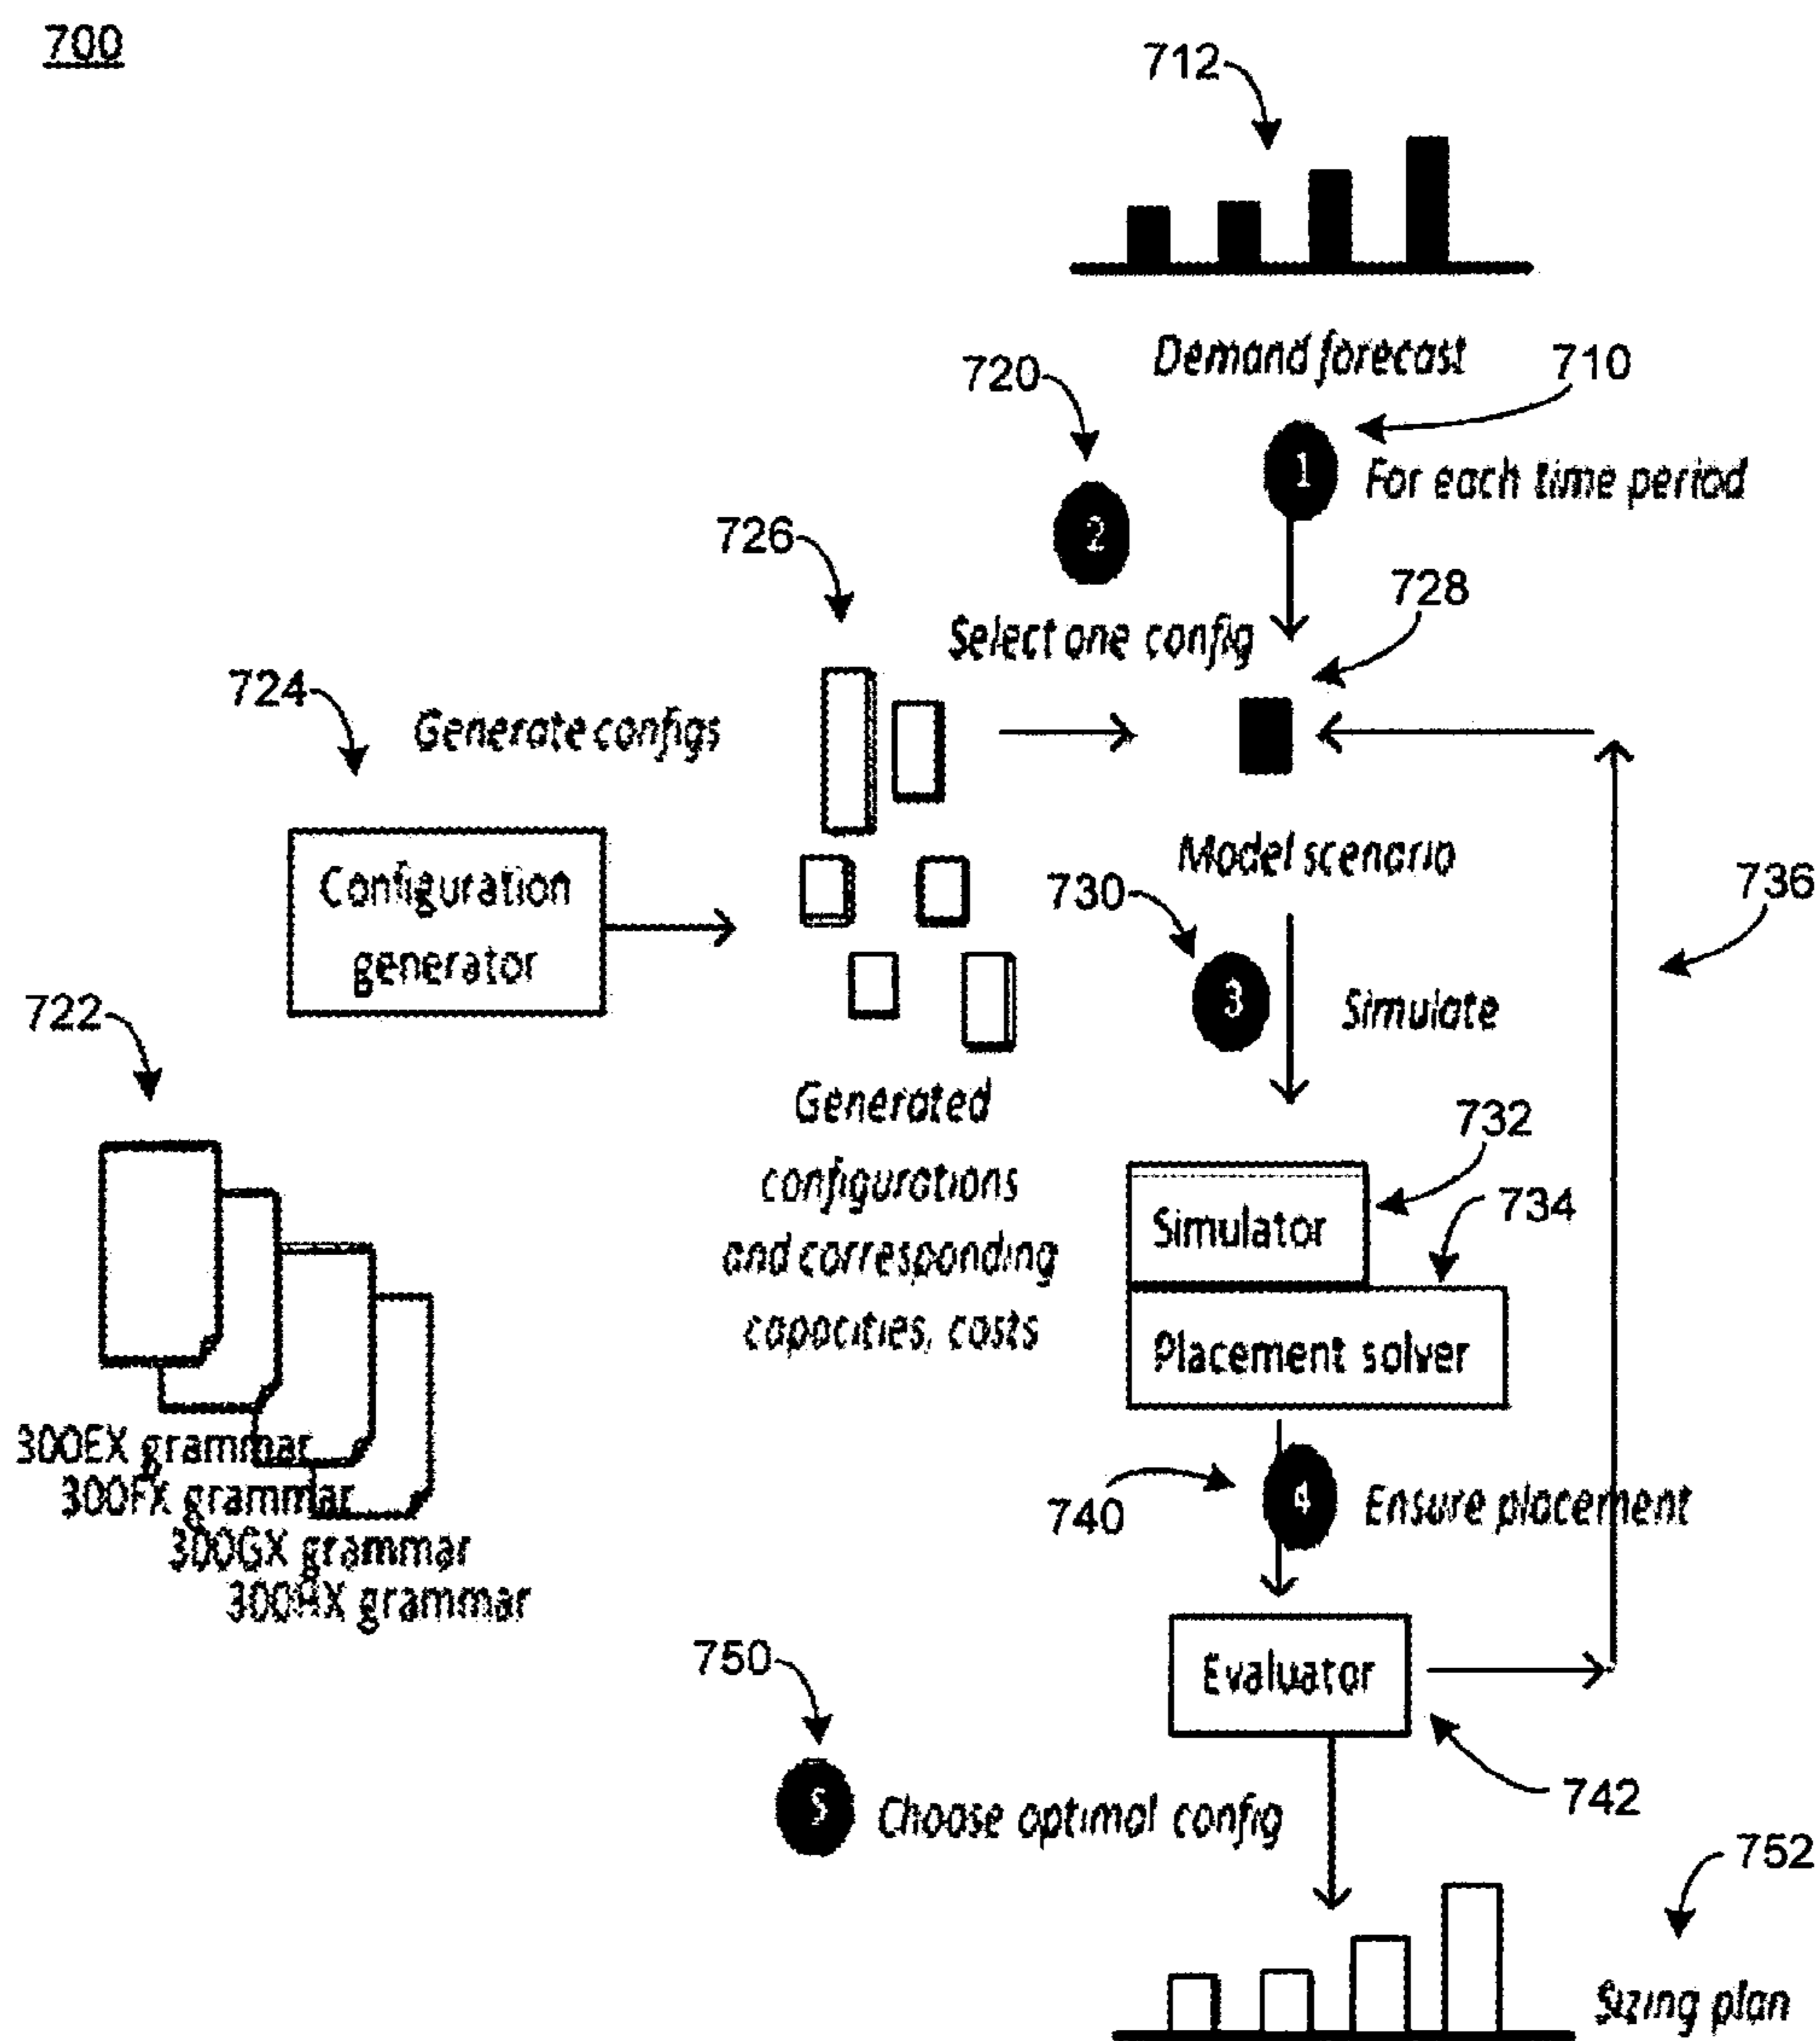 700
712
Demand forecast
710
720
1
For each time period
2
726
728
Select one config
724
Generate configs
Model scenario
730
736
Configuration
generator
3
Simulate
722
Generated
configurations
and corresponding
capacities, costs
732
734
Simulator
Placement solver
300EX grammar
300FX grammar
300GX grammar
300HX grammar
740
4
Ensure placement
750
Evaluator
742
5
Choose optimal config
752
Sizing plan